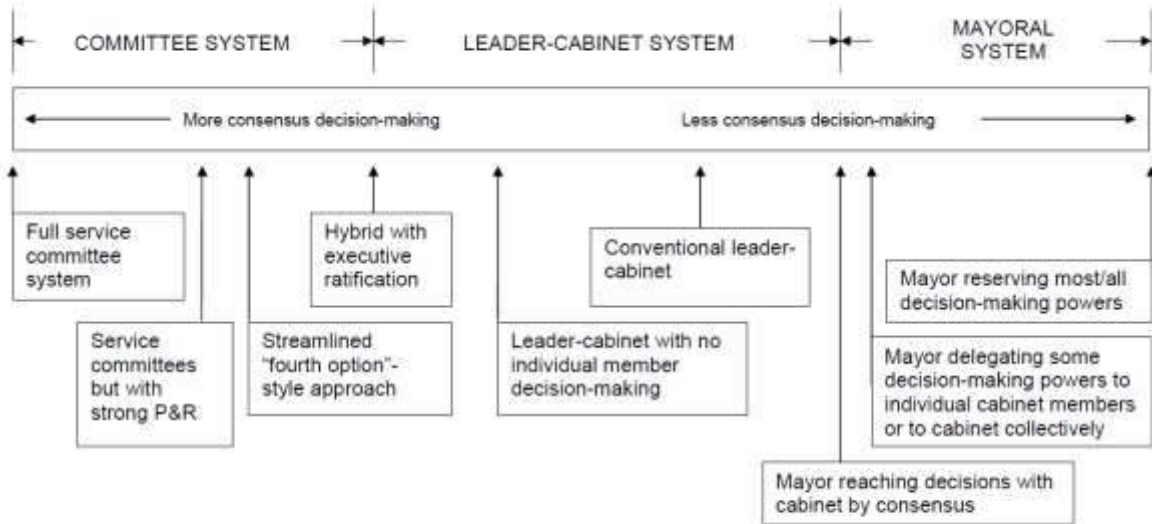 COMMITTEE SYSTEM
LEADER-CABINET SYSTEM
MAYORAL
SYSTEM
More consensus decision-making
Less consensus decision-making
Full service
committee
system
Service
committees
but with
strong P&R
Streamlined
"fourth option"-
style approach
Hybrid with
executive
ratification
Leader-cabinet with no
individual member
decision-making
Conventional leader-
cabinet
Mayor reaching decisions with
cabinet by consensus
Mayor delegating some
decision-making powers to
individual cabinet members
or to cabinet collectively
Mayor reserving most/all
decision-making powers